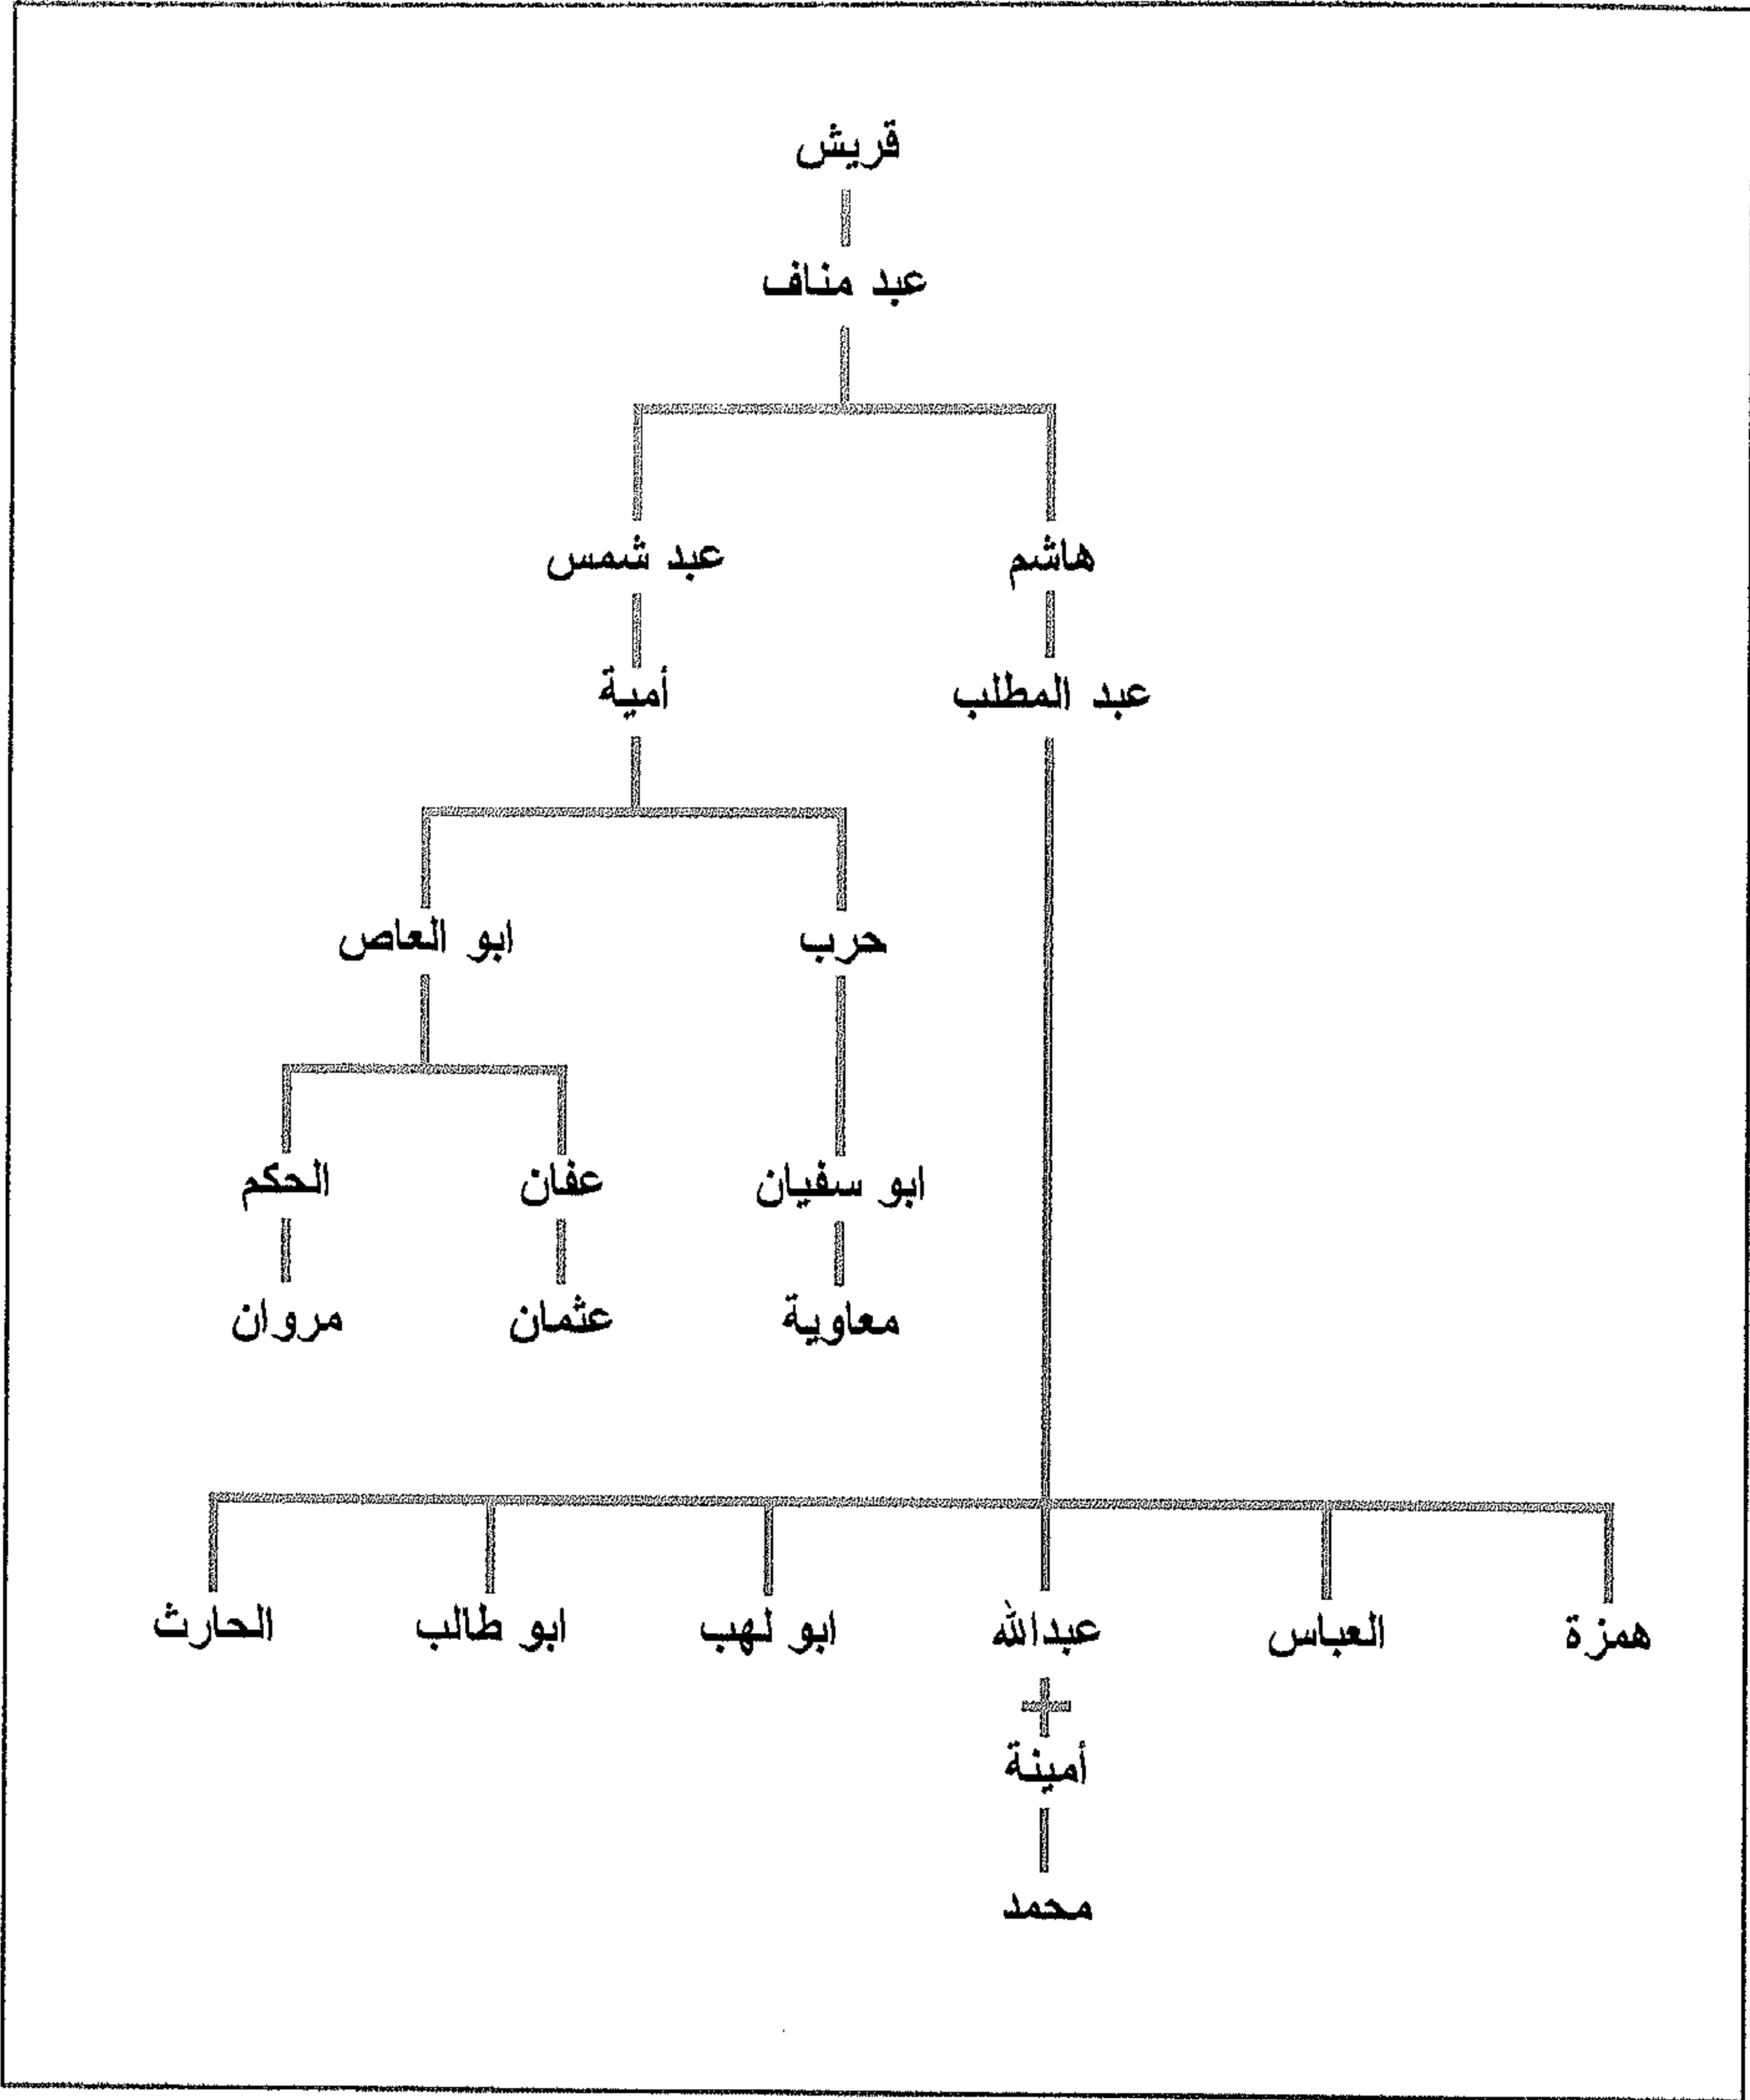 قريش
عبد مناف
هاشم
عبد شمس
عبد المطلب
أمية
حرب
ابو العاص
ابو سفيان
عفان
الحكم
معاوية
عثمان
مروان
همزة
العباس
عبدالله
ابو لهب
ابو طالب
الحارث
أمينة
محمد